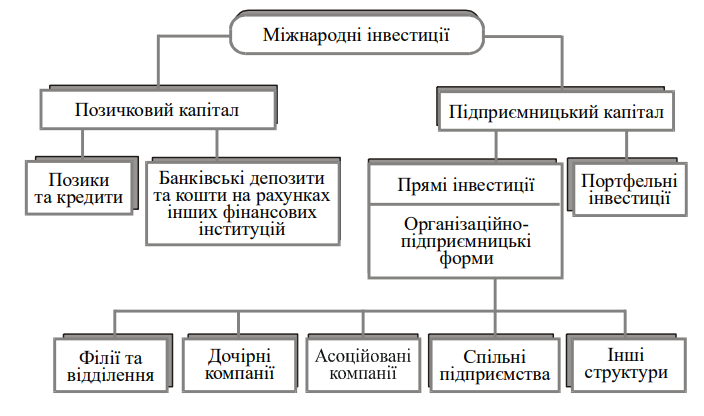 Міжнародні інвестиції
Позичковий капітал
Підприємницький капітал
Позики
та кредити
Банківські депозити
та кошти на рахунках
інших фінансових
інституцій
Прямі інвестиції
Організаційно-
підприємницькі
форми
Портфельні
інвестиції
Філії та
відділення
Дочірні
компанії
Асоційовані
компанії
Спільні
підприємства
Інші
структури